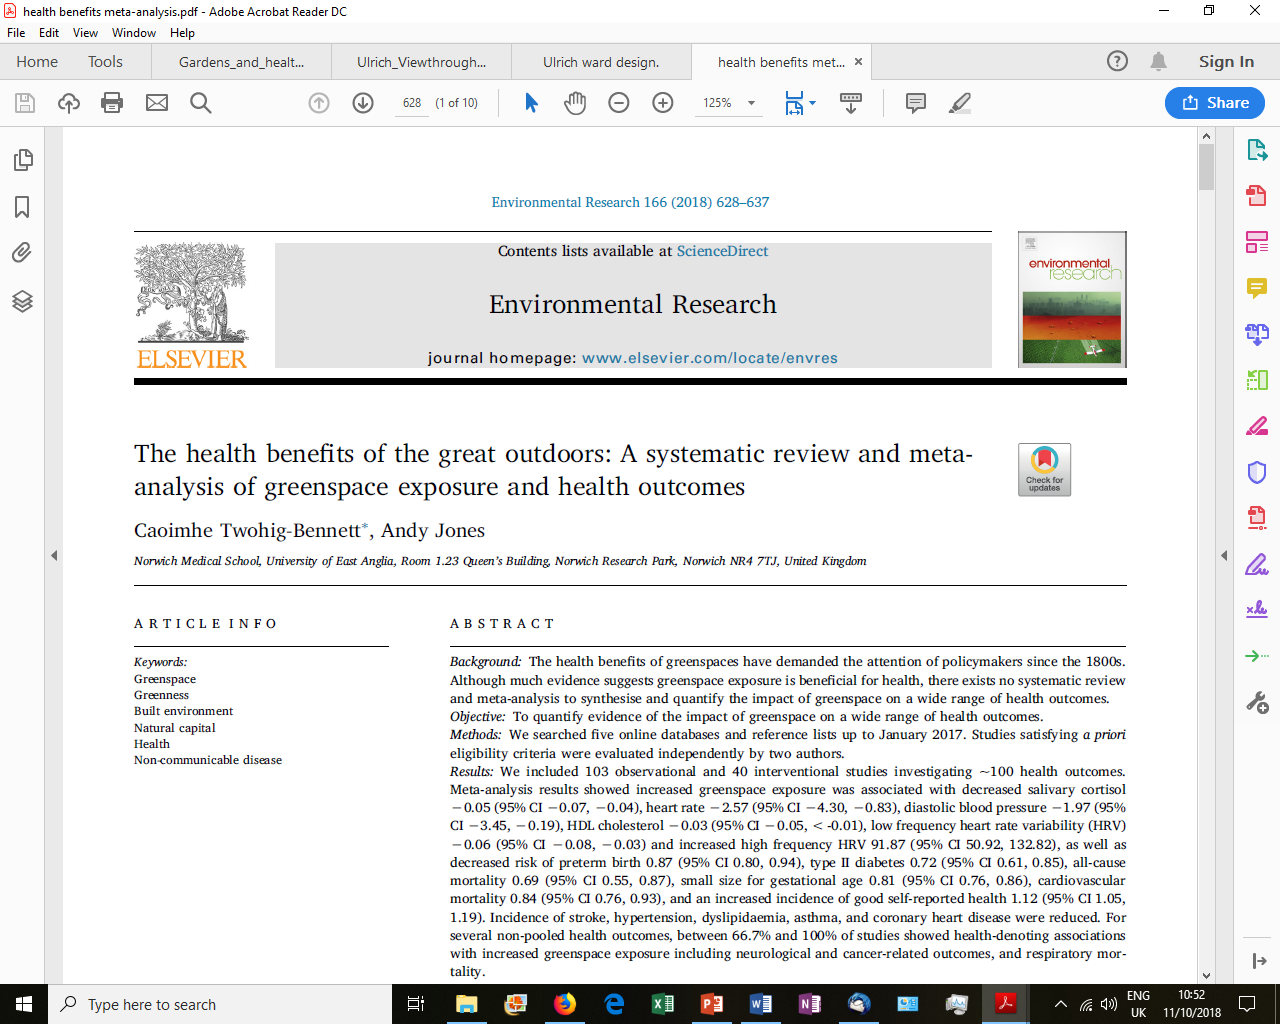 health benefits meta-analysis.pdf - Adobe Acrobat Reader DC
File Edit View Window Help
Home Tools Gardens_and_healt... Ulrich_Viewthrough... Ulrich ward design. health benefits met... × Sign In
628 (1 of 10) 125% Share
Environmental Research 166 (2018) 628–637
Contents lists available at ScienceDirect
Environmental Research
journal homepage: www.elsevier.com/locate/envres
ELSEVIER
environmental
research
The health benefits of the great outdoors: A systematic review and meta-
analysis of greenspace exposure and health outcomes
Check for
updates
Caoimhe Twohig-Bennett*, Andy Jones
Norwich Medical School, University of East Anglia, Room 1.23 Queen's Building, Norwich Research Park, Norwich NR4 7TJ, United Kingdom
ARTICLE INFO
Keywords:
Greenspace
Greenness
Built environment
Natural capital
Health
Non-communicable disease
ABSTRACT
Background: The health benefits of greenspaces have demanded the attention of policymakers since the 1800s.
Although much evidence suggests greenspace exposure is beneficial for health, there exists no systematic review
and meta-analysis to synthesise and quantify the impact of greenspace on a wide range of health outcomes.
Objective: To quantify evidence of the impact of greenspace on a wide range of health outcomes.
Methods: We searched five online databases and reference lists up to January 2017. Studies satisfying a priori
eligibility criteria were evaluated independently by two authors.
Results: We included 103 observational and 40 interventional studies investigating ~100 health outcomes.
Meta-analysis results showed increased greenspace exposure was associated with decreased salivary cortisol
−0.05 (95% CI −0.07, −0.04), heart rate −2.57 (95% CI −4.30, −0.83), diastolic blood pressure −1.97 (95%
CI −3.45, −0.19), HDL cholesterol −0.03 (95% CI −0.05, < -0.01), low frequency heart rate variability (HRV)
−0.06 (95% CI −0.08, −0.03) and increased high frequency HRV 91.87 (95% CI 50.92, 132.82), as well as
decreased risk of preterm birth 0.87 (95% CI 0.80, 0.94), type II diabetes 0.72 (95% CI 0.61, 0.85), all-cause
mortality 0.69 (95% CI 0.55, 0.87), small size for gestational age 0.81 (95% CI 0.76, 0.86), cardiovascular
mortality 0.84 (95% CI 0.76, 0.93), and an increased incidence of good self-reported health 1.12 (95% CI 1.05,
1.19). Incidence of stroke, hypertension, dyslipidaemia, asthma, and coronary heart disease were reduced. For
several non-pooled health outcomes, between 66.7% and 100% of studies showed health-denoting associations
with increased greenspace exposure including neurological and cancer-related outcomes, and respiratory mor-
tality.
Type here to search
ENG
UK
10:52
11/10/2018